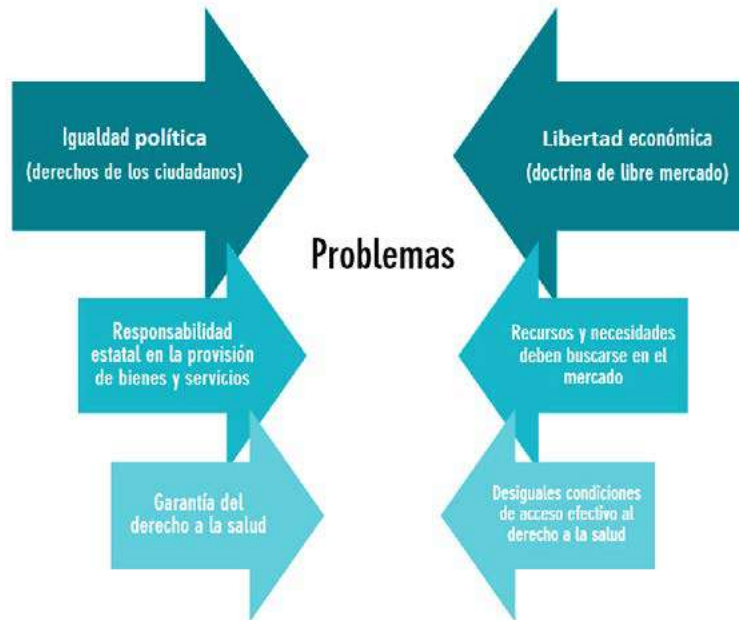 Igualdad política
(derechos de los ciudadanos)
Libertad económica
(doctrina de libre mercado)
Problemas
Responsabilidad
estatal en la provisión
de bienes y servicios
Recursos y necesidades
deben buscarse en el
mercado
Garantía del
derecho a la salud
Desiguales condiciones
de acceso efectivo al
derecho a la salud